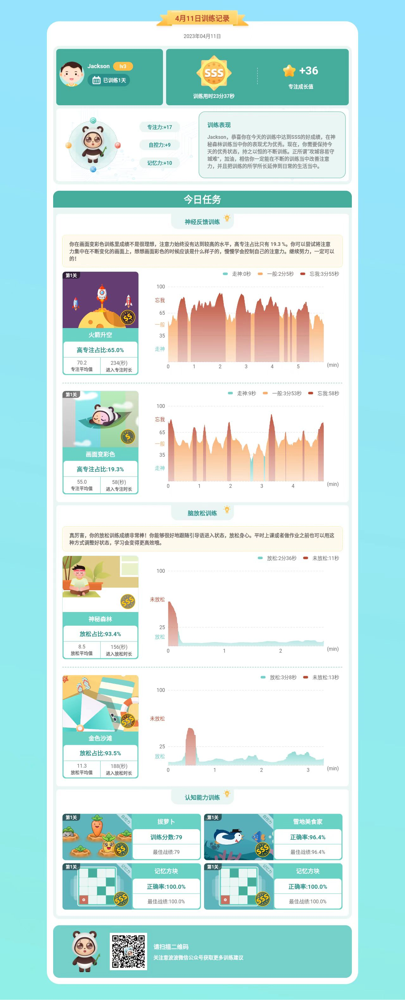 4月11日训练记录
2023年04月11日
Jackson lv3
已训练1天
SSS
训练用时23分37秒
+36
专注成长值
专注力:+17
自控力:+9
记忆力:+10
训练表现
Jackson，恭喜你在今天的训练中达到SSS的好成绩，在神
秘森林训练当中你的表现尤为优秀。现在，你需要保持今
天的优秀状态，持之以恒的不断训练。正所谓“攻城容易守
城难”，加油，相信你一定能在不断的训练当中改善注意
力，并且把训练的所学所长延伸到日常的生活当中。
今日任务
神经反馈训练
你在画面变彩色训练里成绩不是很理想，注意力始终没有达到较高的水平，高专注占比只有 19.3 %。你可以尝试将注意
力集中在不断变化的画面上，想想画面彩色的时候应该是什么样子的，慢慢学会控制自己的注意力。继续努力，一定可以
的！
第1关
SS
火箭升空
高专注占比:65.0%
70.2 234(秒)
专注平均值 进入专注时长
走神:0秒 一般:2分5秒 忘我:3分55秒
100
忘我
65
一般
35
走神
0 1 2 3 4 5 (min)
第1关
S
画面变彩色
高专注占比:19.3%
55.0 58(秒)
专注平均值 进入专注时长
走神:9秒 一般:3分53秒 忘我:58秒
100
忘我
65
一般
35
走神
0 1 2 3 4 (min)
脑放松训练
真厉害，你的放松训练成绩非常棒！你能够很好地跟随引导语进入状态，放松身心。平时上课或者做作业之前也可以用这
种方式调整好状态，学习会变得更高效哦。
SSS
神秘森林
放松占比:93.4%
8.5 156(秒)
放松平均值 进入放松时长
放松:2分36秒 未放松:11秒
100
未放松
25
放松
0 1 2 (min)
SSS
金色沙滩
放松占比:93.5%
11.3 188(秒)
放松平均值 进入放松时长
放松:3分8秒 未放松:13秒
100
未放松
25
放松
0 1 2 3 (min)
认知能力训练
第1关
自控力
SS
拔萝卜
训练分数:79
最佳战绩:79
第1关
自控力
SSS
雪地美食家
正确率:96.4%
最佳战绩:96.4%
第1关
记忆力
SSS
记忆方块
正确率:100.0%
最佳战绩:100.0%
第1关
记忆力
SSS
记忆方块
正确率:100.0%
最佳战绩:100.0%
请扫描二维码
关注意波波微信公众号获取更多训练建议